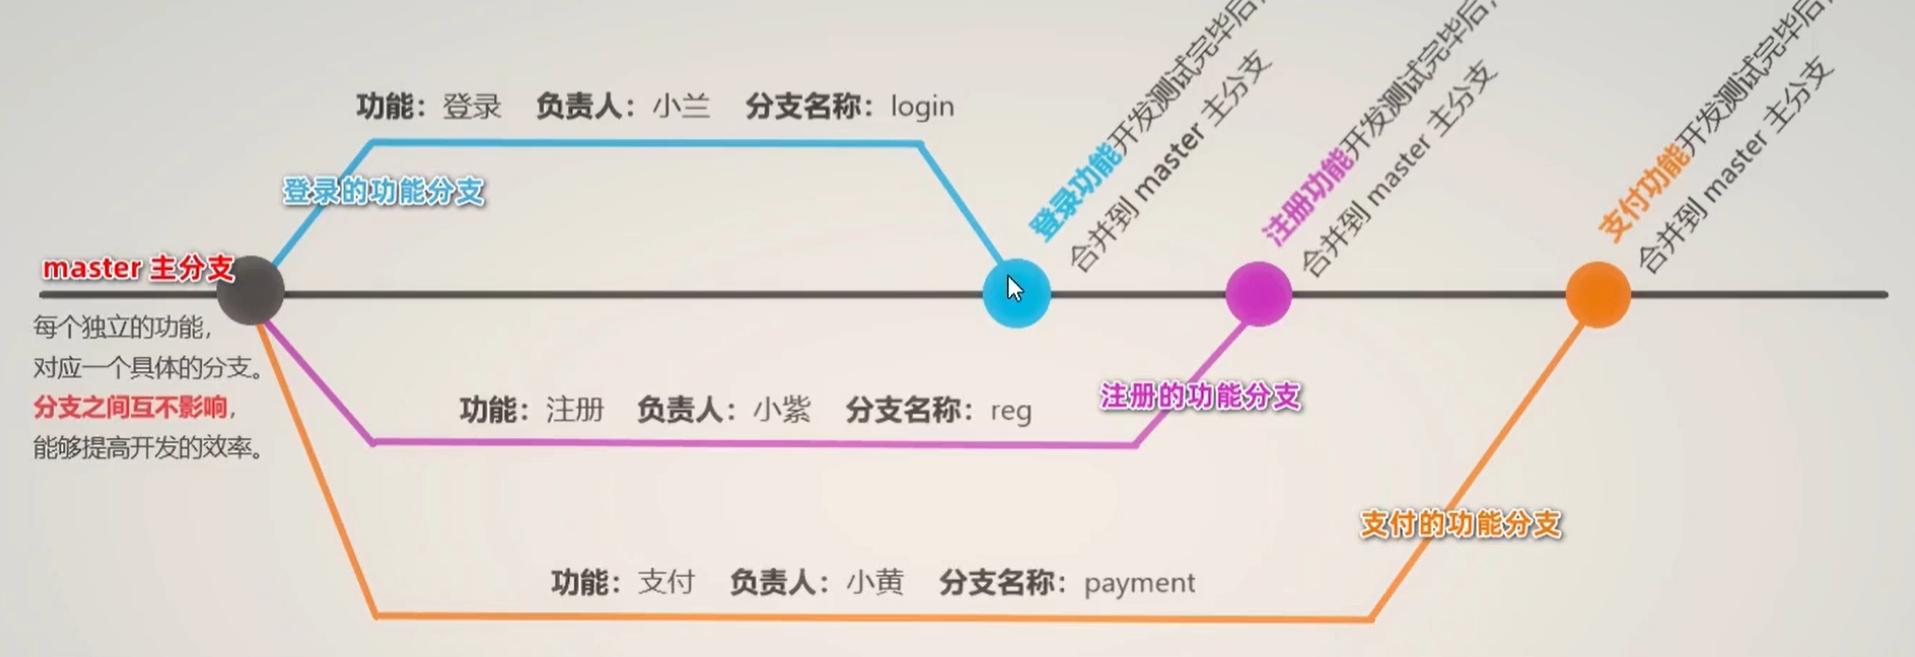 功能：登录 负责人：小兰 分支名称：login
登录的功能分支
master 主分支
每个独立的功能，
对应一个具体的分支。
分支之间互不影响，
能够提高开发的效率。
登录功能开发测试完毕后，
合并到 master 主分支
注册功能开发测试完毕后，
合并到 master 主分支
支付功能开发测试完毕后，
合并到 master 主分支
功能：注册 负责人：小紫 分支名称：reg
注册的功能分支
支付的功能分支
功能：支付 负责人：小黄 分支名称：payment